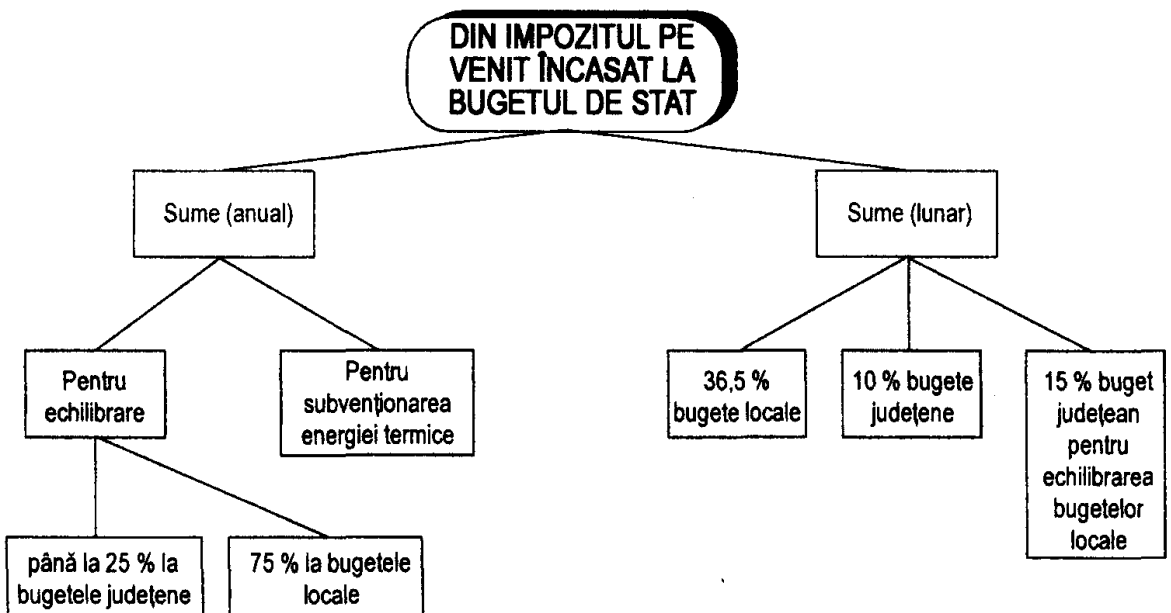 DIN IMPOZITUL PE
VENIT ÎNCASAT LA
BUGETUL DE STAT
Sume (anual)
Sume (lunar)
Pentru
echilibrare
Pentru
subvenționarea
energiei termice
36,5 %
bugete locale
10 % bugete
județene
15 % buget
județean
pentru
echilibrarea
bugetelor
locale
până la 25 % la
bugetele județene
75 % la bugetele
locale